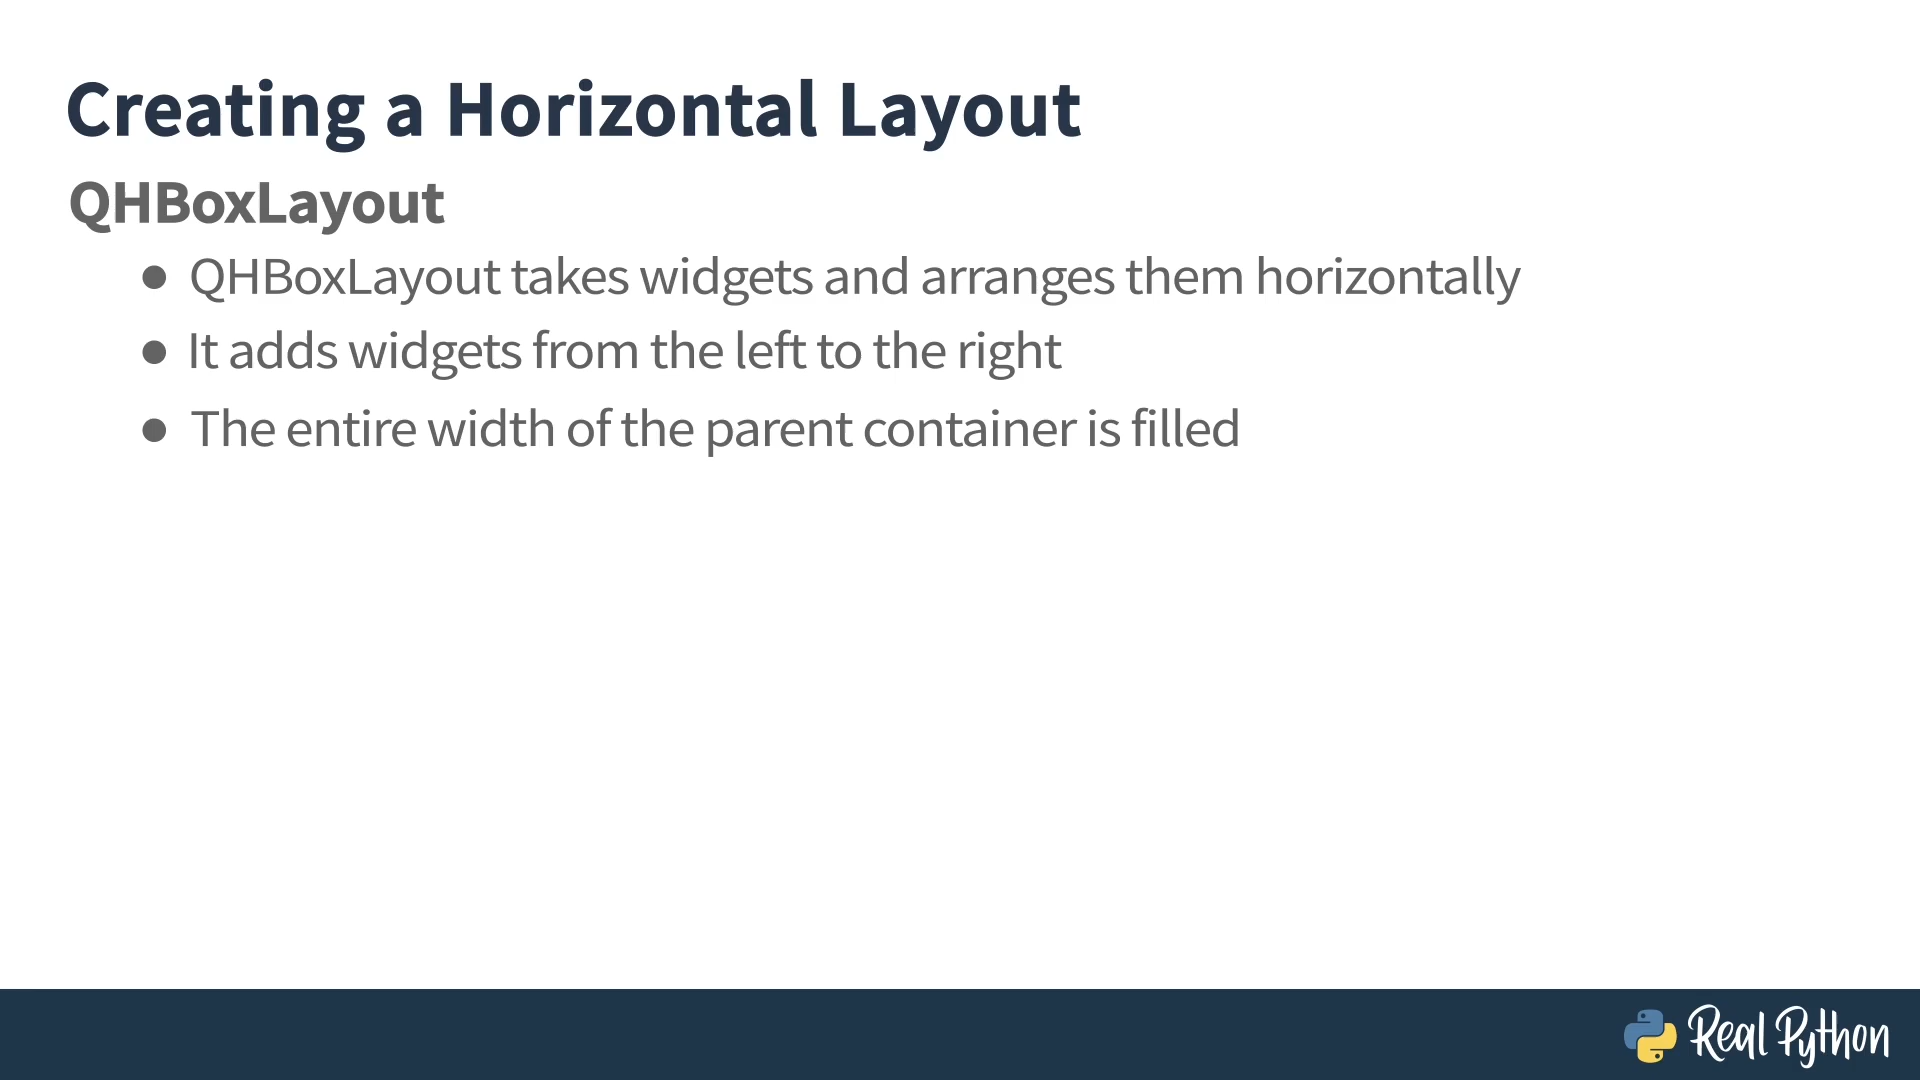 Creating a Horizontal Layout
QHBoxLayout
● QHBoxLayout takes widgets and arranges them horizontally
● It adds widgets from the left to the right
● The entire width of the parent container is filled
Real Python